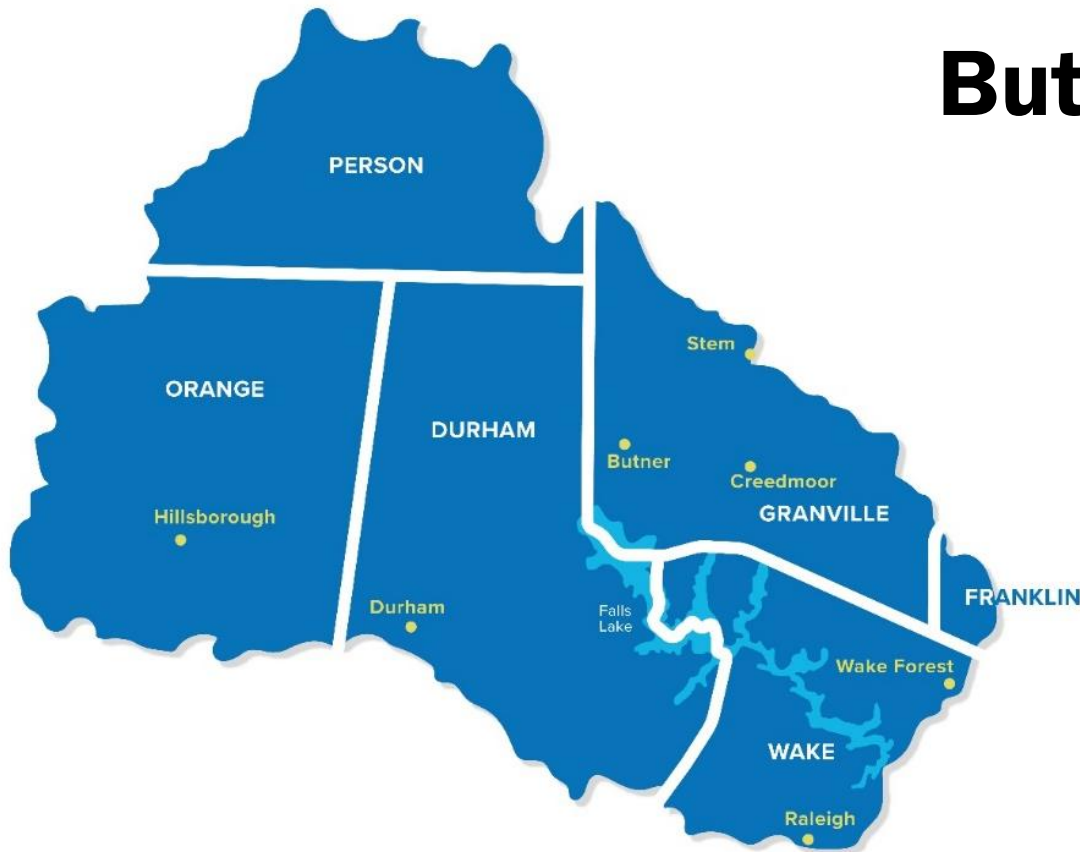 But
PERSON
Stem
ORANGE
DURHAM
Butner
Creedmoor
GRANVILLE
Hillsborough
FRANKLIN
Durham
Falls
Lake
Wake Forest
WAKE
Raleigh